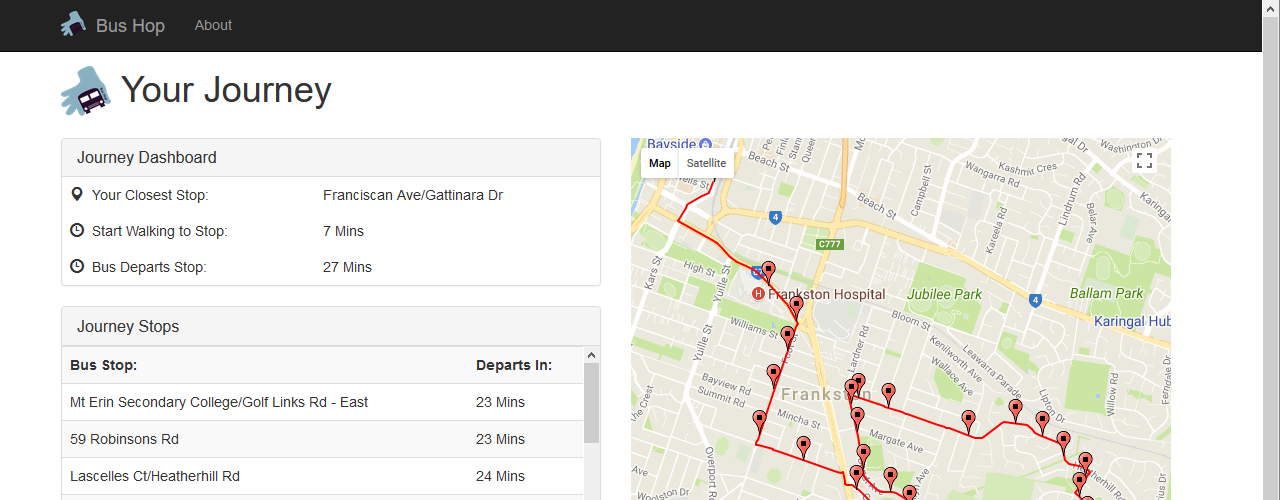 Bus Hop
About
Your Journey
Journey Dashboard
Your Closest Stop: Franciscan Ave/Gattinara Dr
Start Walking to Stop: 7 Mins
Bus Departs Stop: 27 Mins
Journey Stops
Bus Stop: Departs In:
Mt Erin Secondary College/Golf Links Rd - East 23 Mins
59 Robinsons Rd 23 Mins
Lascelles Ct/Heatherhill Rd 24 Mins
Bayside
Map Satellite
Beach St
Beach St
Campbell St
Kashmir Cres
Wangarra Rd
Washington Dr
Lindrum Rd
Belar Ave
Karingal
Kareela Rd
4
C777
Kars St
Yuille St
High St
H Frankston Hospital
Jubilee Park
4
Ballam Park
Karingal Hub
Williams St
Bloom St
Yuille St
Lardner Rd
Kenilworth Ave
Wallace Ave
Leawarra Parade
Lipton Dr
Willow Rd
Ferndale Dr
Bayview Rd
Summit Rd
Frankston
Mincha St
Margate Ave
Overport Rd
Woolston Dr